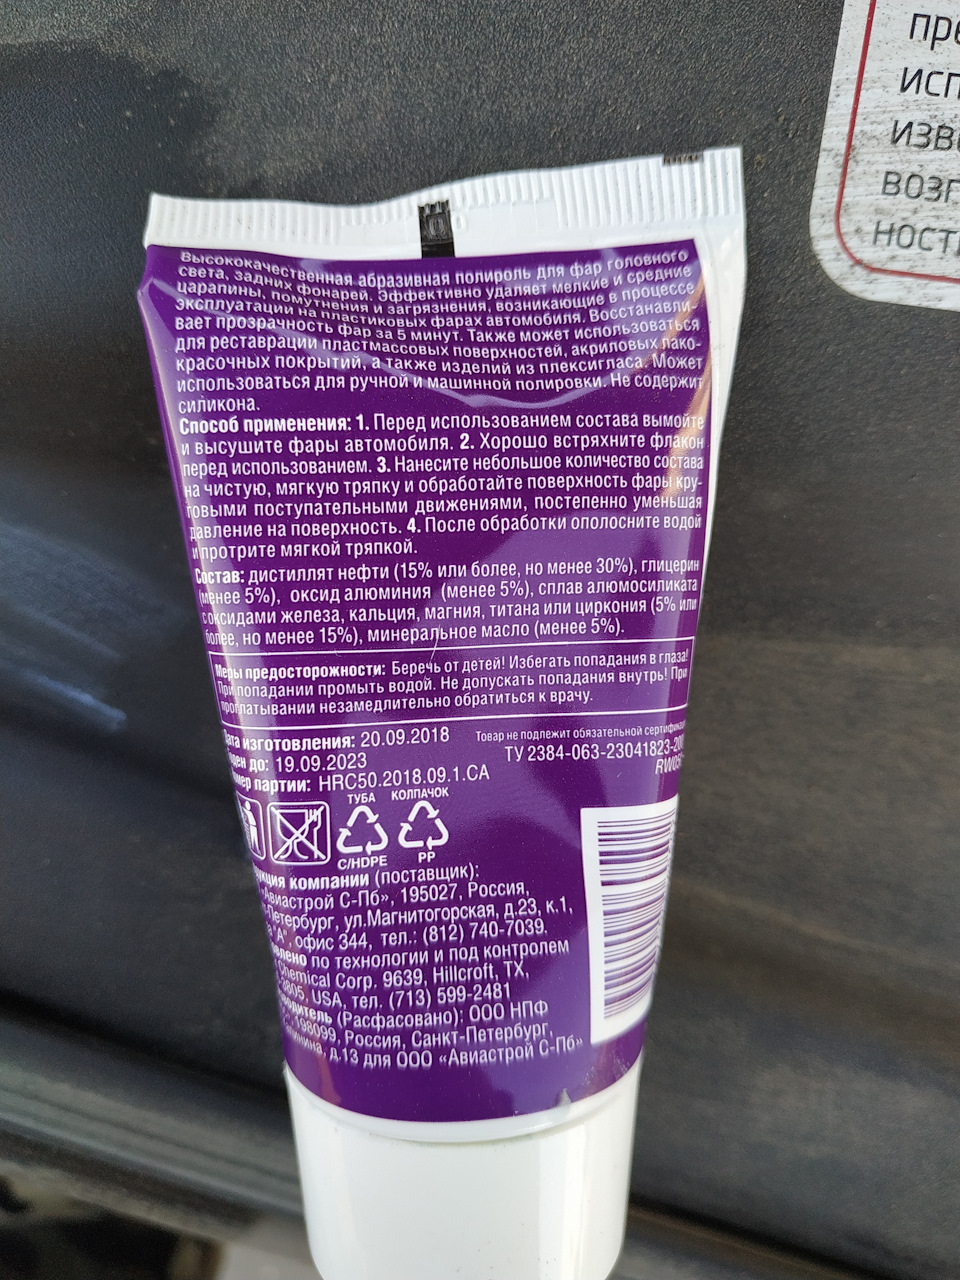 Высококачественная абразивная полироль для фар головного
света, задних фонарей. Эффективно удаляет мелкие и средние
царапины, помутнения и загрязнения, возникающие в процессе
эксплуатации на пластиковых фарах автомобиля. Восстанавли-
вает прозрачность фар за 5 минут. Также может использоваться
для реставрации пластмассовых поверхностей, акриловых лако-
красочных покрытий, а также изделий из плексигласа. Может
использоваться для ручной и машинной полировки. Не содержит
силикона.
Способ применения: 1. Перед использованием состава вымойте
и высушите фары автомобиля. 2. Хорошо встряхните флакон
перед использованием. 3. Нанесите небольшое количество состава
на чистую, мягкую тряпку и обработайте поверхность фары кру-
говыми поступательными движениями, постепенно уменьшая
давление на поверхность. 4. После обработки ополосните водой
и протрите мягкой тряпкой.
Состав: дистиллят нефти (15% или более, но менее 30%), глицерин
(менее 5%), оксид алюминия (менее 5%), сплав алюмосиликата
с оксидами железа, кальция, магния, титана или циркония (5% или
более, но менее 15%), минеральное масло (менее 5%).
Меры предосторожности: Беречь от детей! Избегать попадания в глаза!
При попадании промыть водой. Не допускать попадания внутрь! При
проглатывании незамедлительно обратиться к врачу.
Дата изготовления: 20.09.2018
до: 19.09.2023
партии: HRC50.2018.09.1.CA
Товар не подлежит обязательной
ТУ 2384-063-23041823-20
ТУБА КОЛПАЧОК
C/HDPE PP
компании (поставщик):
С-Пб», 195027, Россия,
ул.Магнитогорская, д.23, к.1,
"А", офис 344, тел.: (812) 740-7039.
по технологии и под контролем
Chemical Corp. 9639, Hillcroft, TX,
USA, тел. (713) 599-2481
(Расфасовано): ООО НПФ
198099, Россия, Санкт-Петербург,
д.13 для ООО «Авиастрой С-Пб»
пре
исп
изве
возг
ност